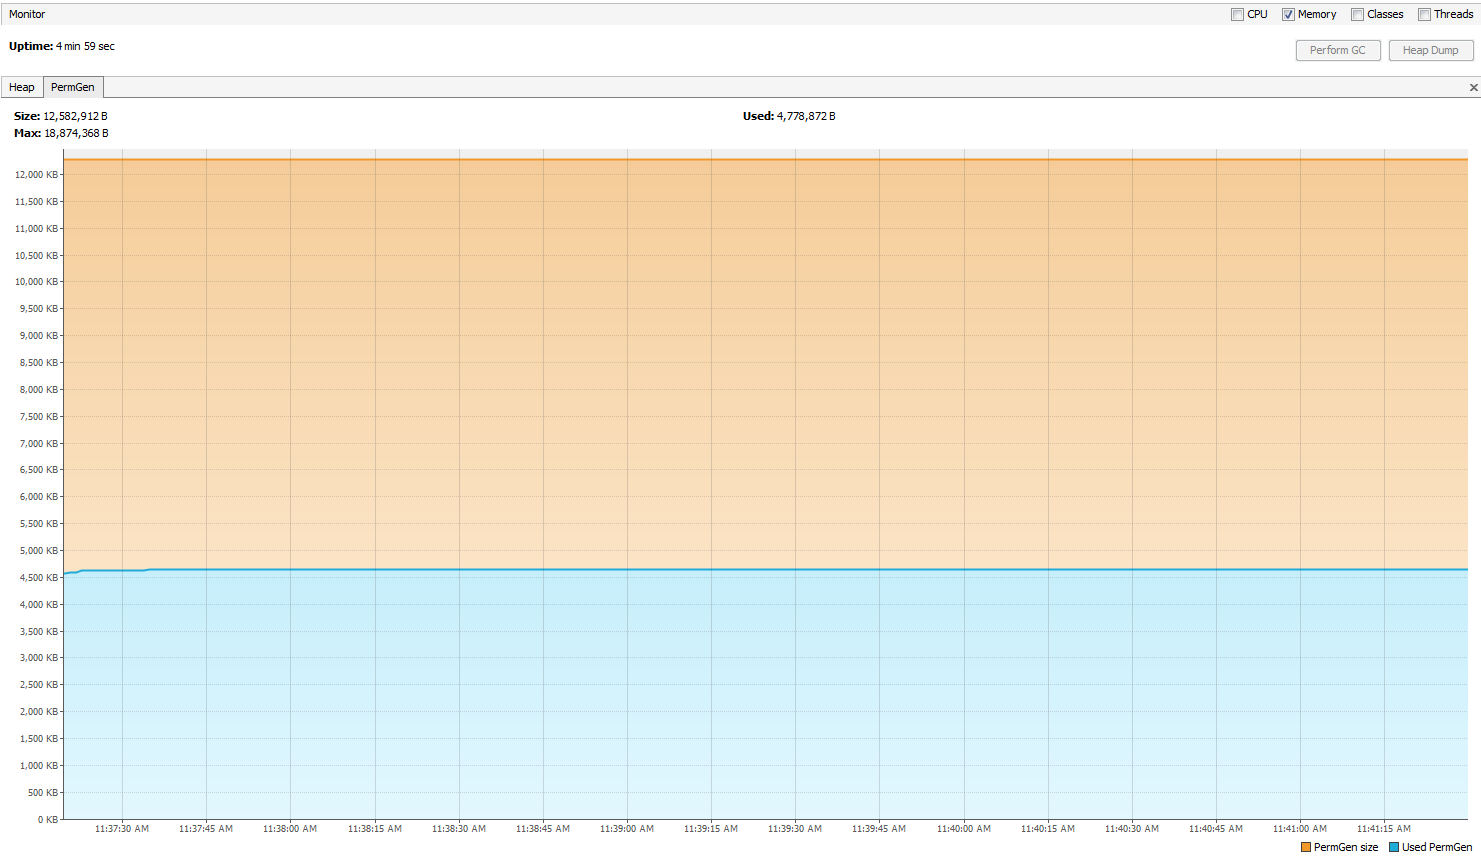 Monitor CPU Memory Classes Threads
Uptime: 4 min 59 sec
Perform GC Heap Dump
Heap PermGen
Size: 12,582,912 B Used: 4,778,872 B
Max: 18,874,368 B
12,000 KB
11,500 KB
11,000 KB
10,500 KB
10,000 KB
9,500 KB
9,000 KB
8,500 KB
8,000 KB
7,500 KB
7,000 KB
6,500 KB
6,000 KB
5,500 KB
5,000 KB
4,500 KB
4,000 KB
3,500 KB
3,000 KB
2,500 KB
2,000 KB
1,500 KB
1,000 KB
500 KB
0 KB
11:37:30 AM 11:37:45 AM 11:38:00 AM 11:38:15 AM 11:38:30 AM 11:38:45 AM 11:39:00 AM 11:39:15 AM 11:39:30 AM 11:39:45 AM 11:40:00 AM 11:40:15 AM 11:40:30 AM 11:40:45 AM 11:41:00 AM 11:41:15 AM
PermGen size Used PermGen